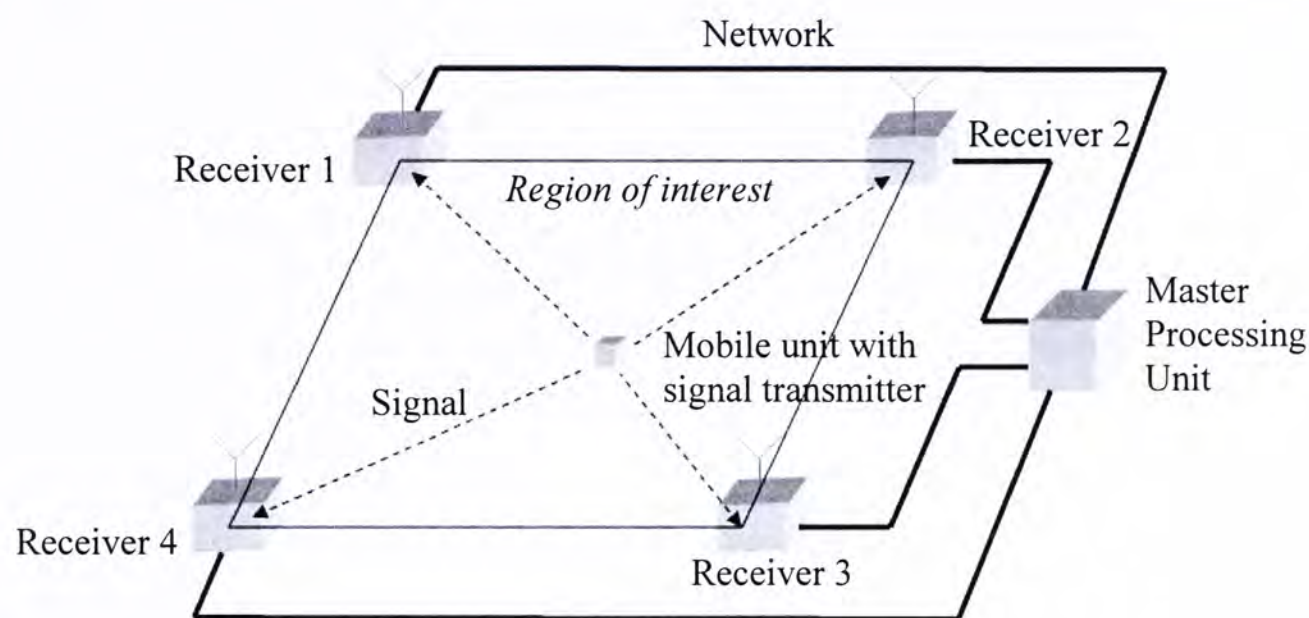 Network
Receiver 1
Receiver 2
Region of interest
Master
Processing
Unit
Mobile unit with
signal transmitter
Signal
Receiver 4
Receiver 3